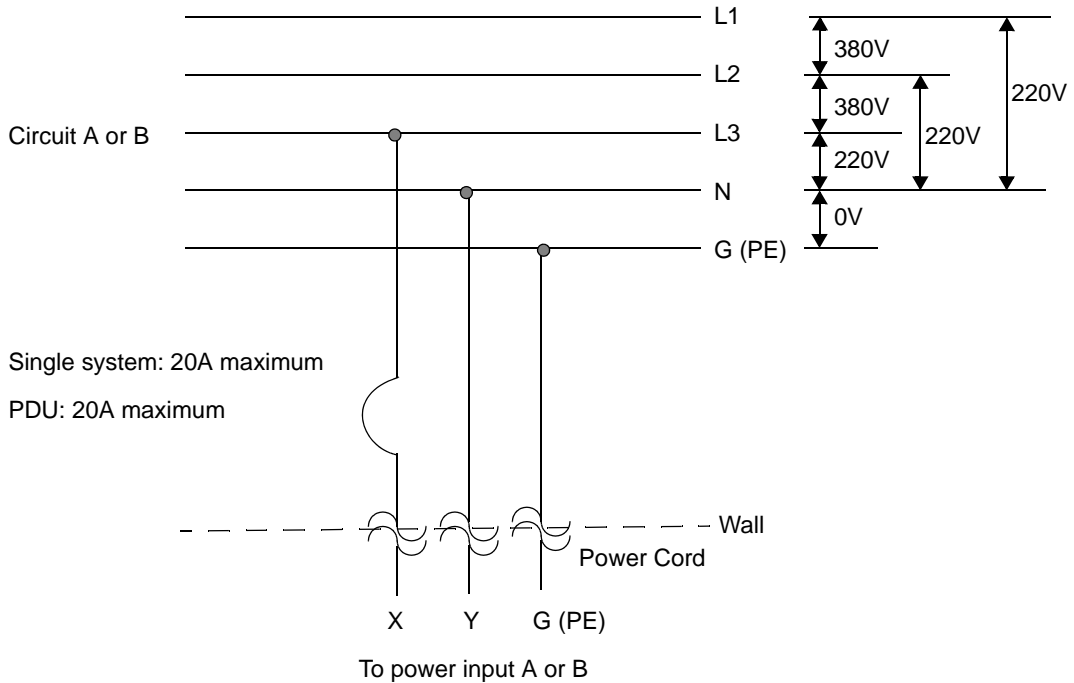 L1
380V
L2
220V
Circuit A or B
380V
L3
220V
220V
N
0V
G (PE)
Single system: 20A maximum
PDU: 20A maximum
Wall
Power Cord
X
Y
G (PE)
To power input A or B